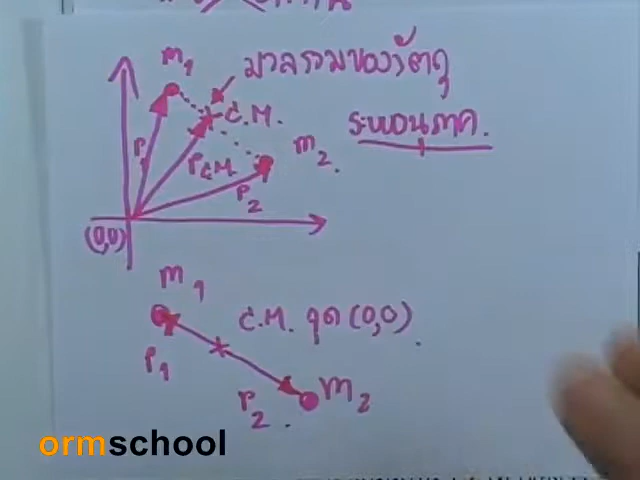 m₁
มวลรวมของวัตถุ
C.M.
ระบบอนุภาค.
m₂.
r₁
r꜀.ₘ.
r₂
(0,0)
m₁
C.M. จุด (0,0).
r₁
r₂.
m₂
ormschool